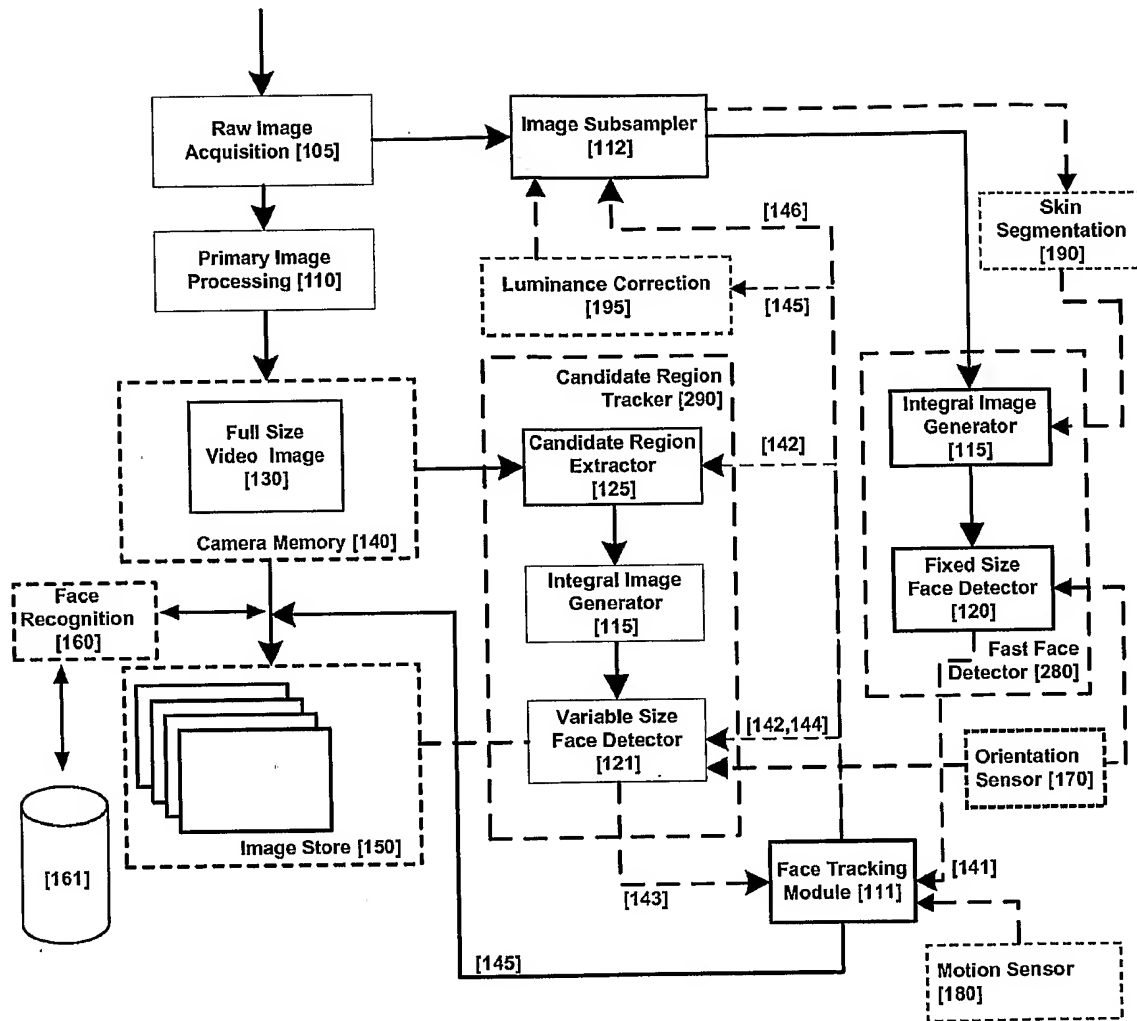 Raw Image
Acquisition [105]
Image Subsampler
[112]
Skin
Segmentation
[190]
[146]
Primary Image
Processing [110]
Luminance Correction
[195]
[145]
Candidate Region
Tracker [290]
Full Size
Video Image
[130]
Camera Memory [140]
Candidate Region
Extractor
[125]
[142]
Integral Image
Generator
[115]
Integral Image
Generator
[115]
Fixed Size
Face Detector
[120]
Fast Face
Detector [280]
Face
Recognition
[160]
Variable Size
Face Detector
[121]
[142,144]
Orientation
Sensor [170]
Image Store [150]
[161]
[143]
Face Tracking
Module [111]
[141]
[145]
Motion Sensor
[180]